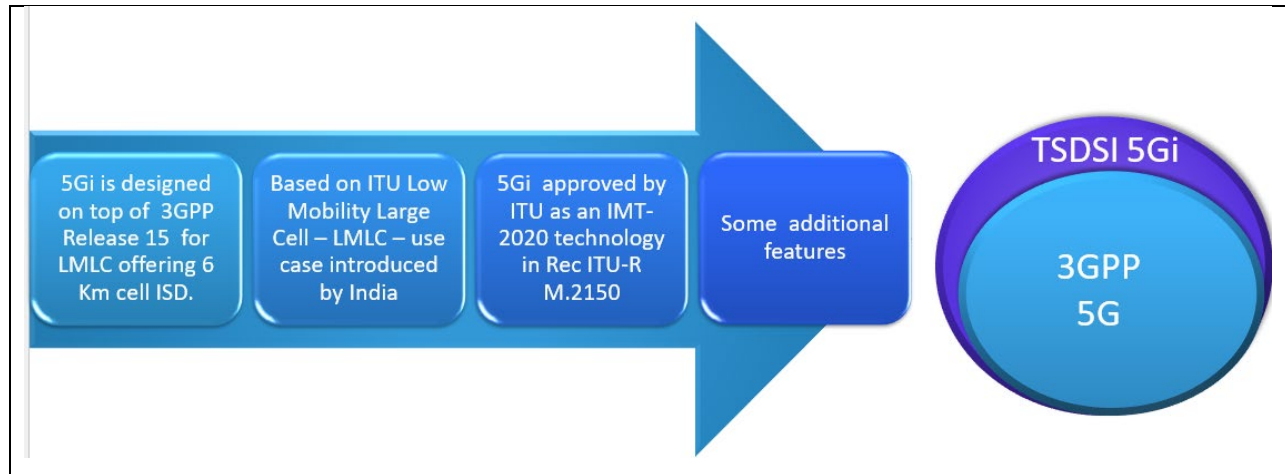 5Gi is designed
on top of 3GPP
Release 15 for
LMLC offering 6
Km cell ISD.
Based on ITU Low
Mobility Large
Cell – LMLC – use
case introduced
by India
5Gi approved by
ITU as an IMT-
2020 technology
in Rec ITU-R
M.2150
Some additional
features
TSDSI 5Gi
3GPP
5G